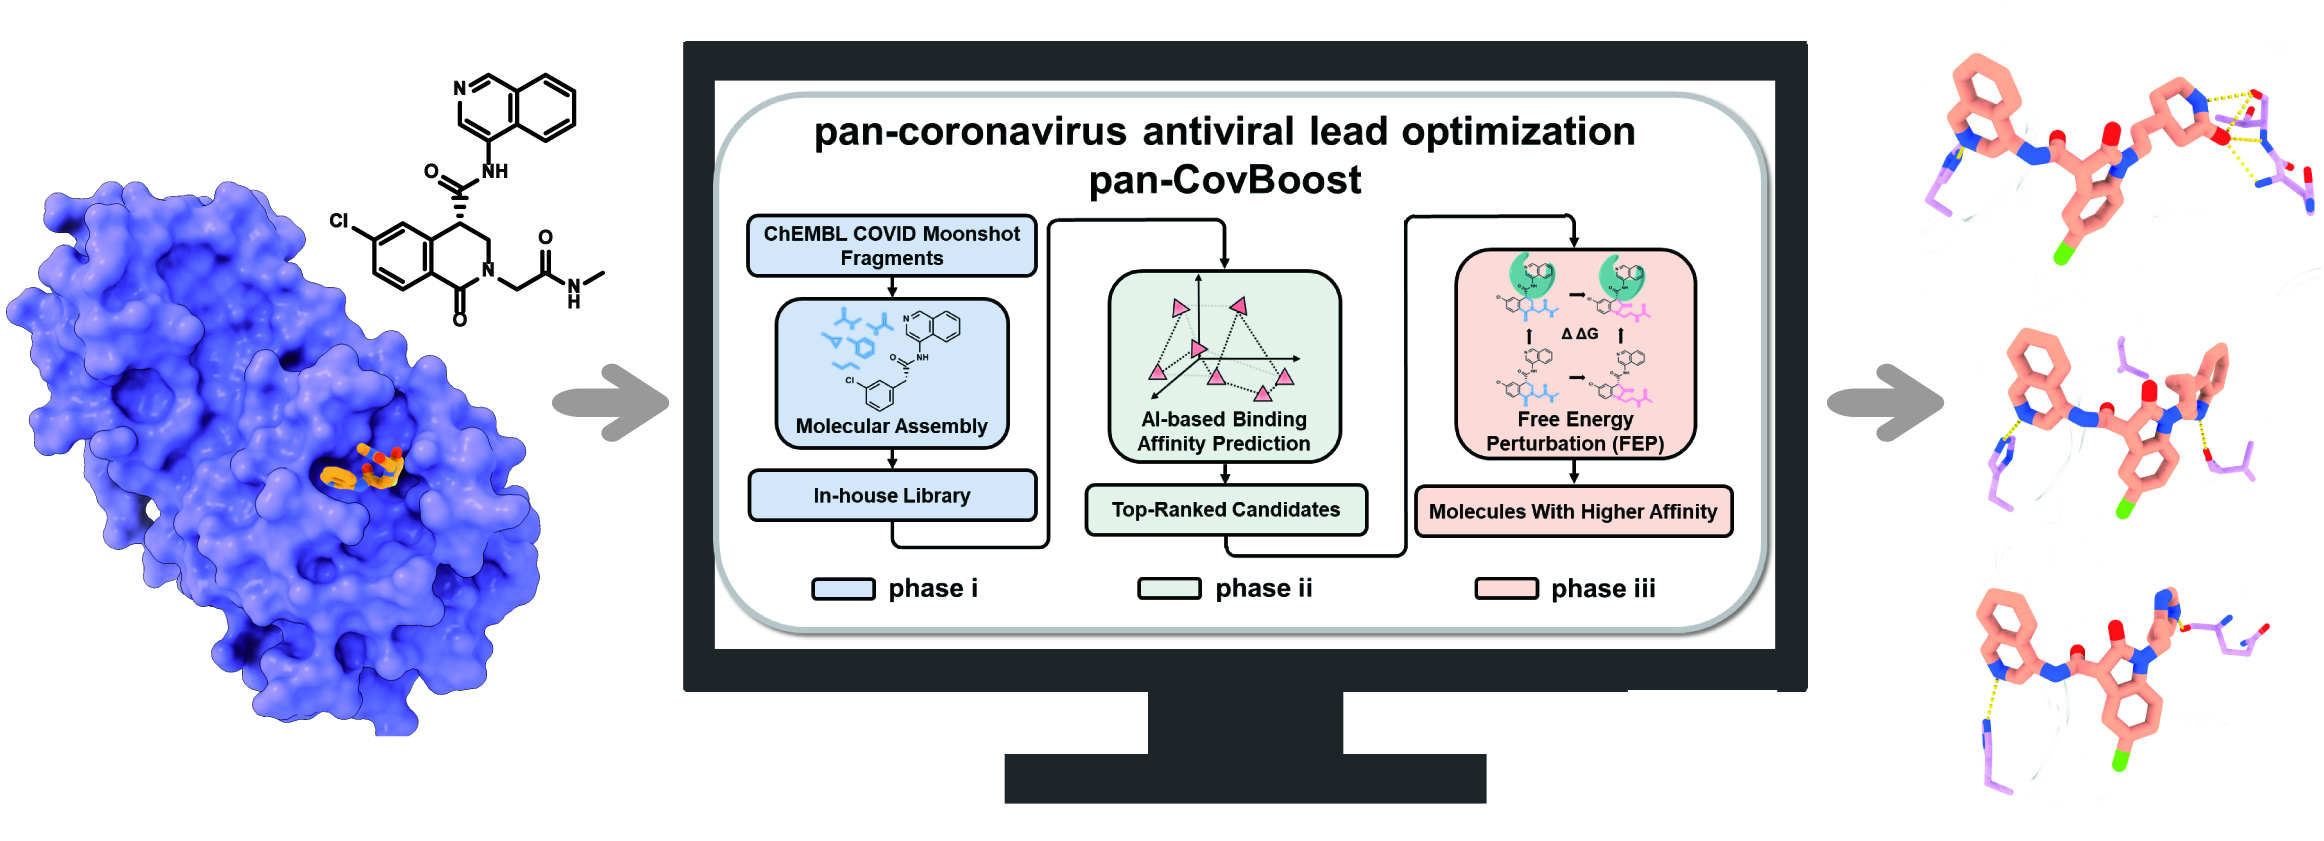 N
O
NH
Cl
O
N
N
H
O
pan-coronavirus antiviral lead optimization
pan-CovBoost
ChEMBL COVID Moonshot
Fragments
N
O
NH
Cl
Molecular Assembly
In-house Library
AI-based Binding
Affinity Prediction
Top-Ranked Candidates
Δ ΔG
Free Energy
Perturbation (FEP)
Molecules With Higher Affinity
phase i
phase ii
phase iii